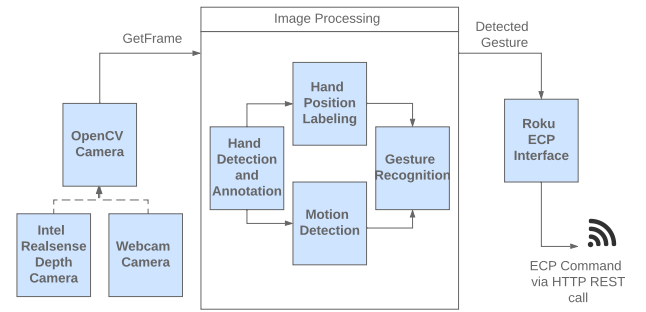 Image Processing
GetFrame
Detected
Gesture
OpenCV
Camera
Intel
Realsense
Depth
Camera
Webcam
Camera
Hand
Detection
and
Annotation
Hand
Position
Labeling
Motion
Detection
Gesture
Recognition
Roku
ECP
Interface
ECP Command
via HTTP REST
call